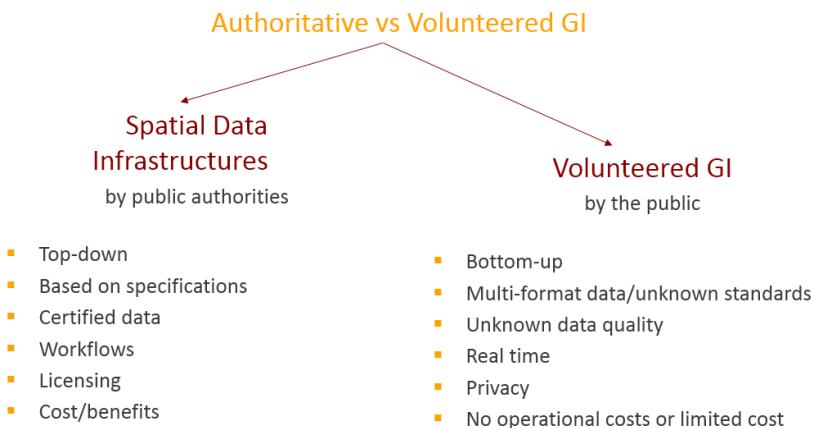 Authoritative vs Volunteered GI
Spatial Data
Infrastructures
by public authorities
Top-down
Based on specifications
Certified data
Workflows
Licensing
Cost/benefits
Volunteered GI
by the public
Bottom-up
Multi-format data/unknown standards
Unknown data quality
Real time
Privacy
No operational costs or limited cost